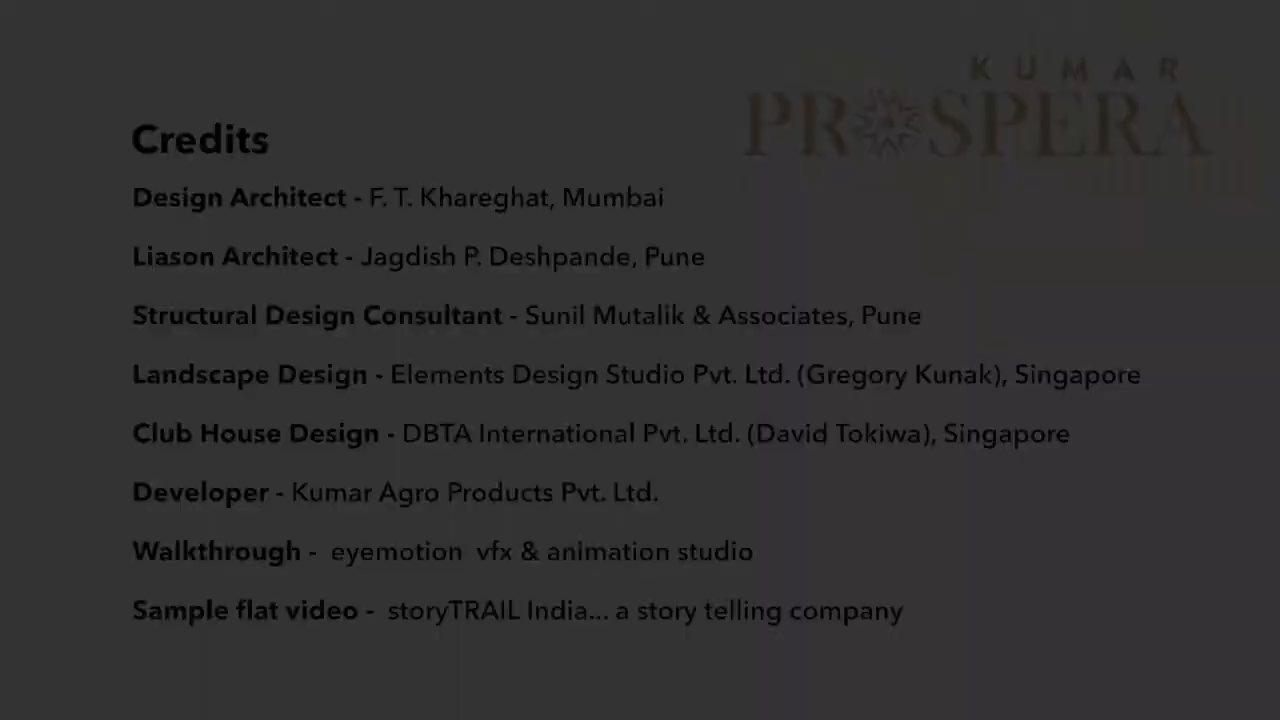 KUMAR
PROSPERA
Credits
Design Architect - F. T. Khareghat, Mumbai
Liason Architect - Jagdish P. Deshpande, Pune
Structural Design Consultant - Sunil Mutalik & Associates, Pune
Landscape Design - Elements Design Studio Pvt. Ltd. (Gregory Kunak), Singapore
Club House Design - DBTA International Pvt. Ltd. (David Tokiwa), Singapore
Developer - Kumar Agro Products Pvt. Ltd.
Walkthrough - eyemotion vfx & animation studio
Sample flat video - storyTRAIL India... a story telling company